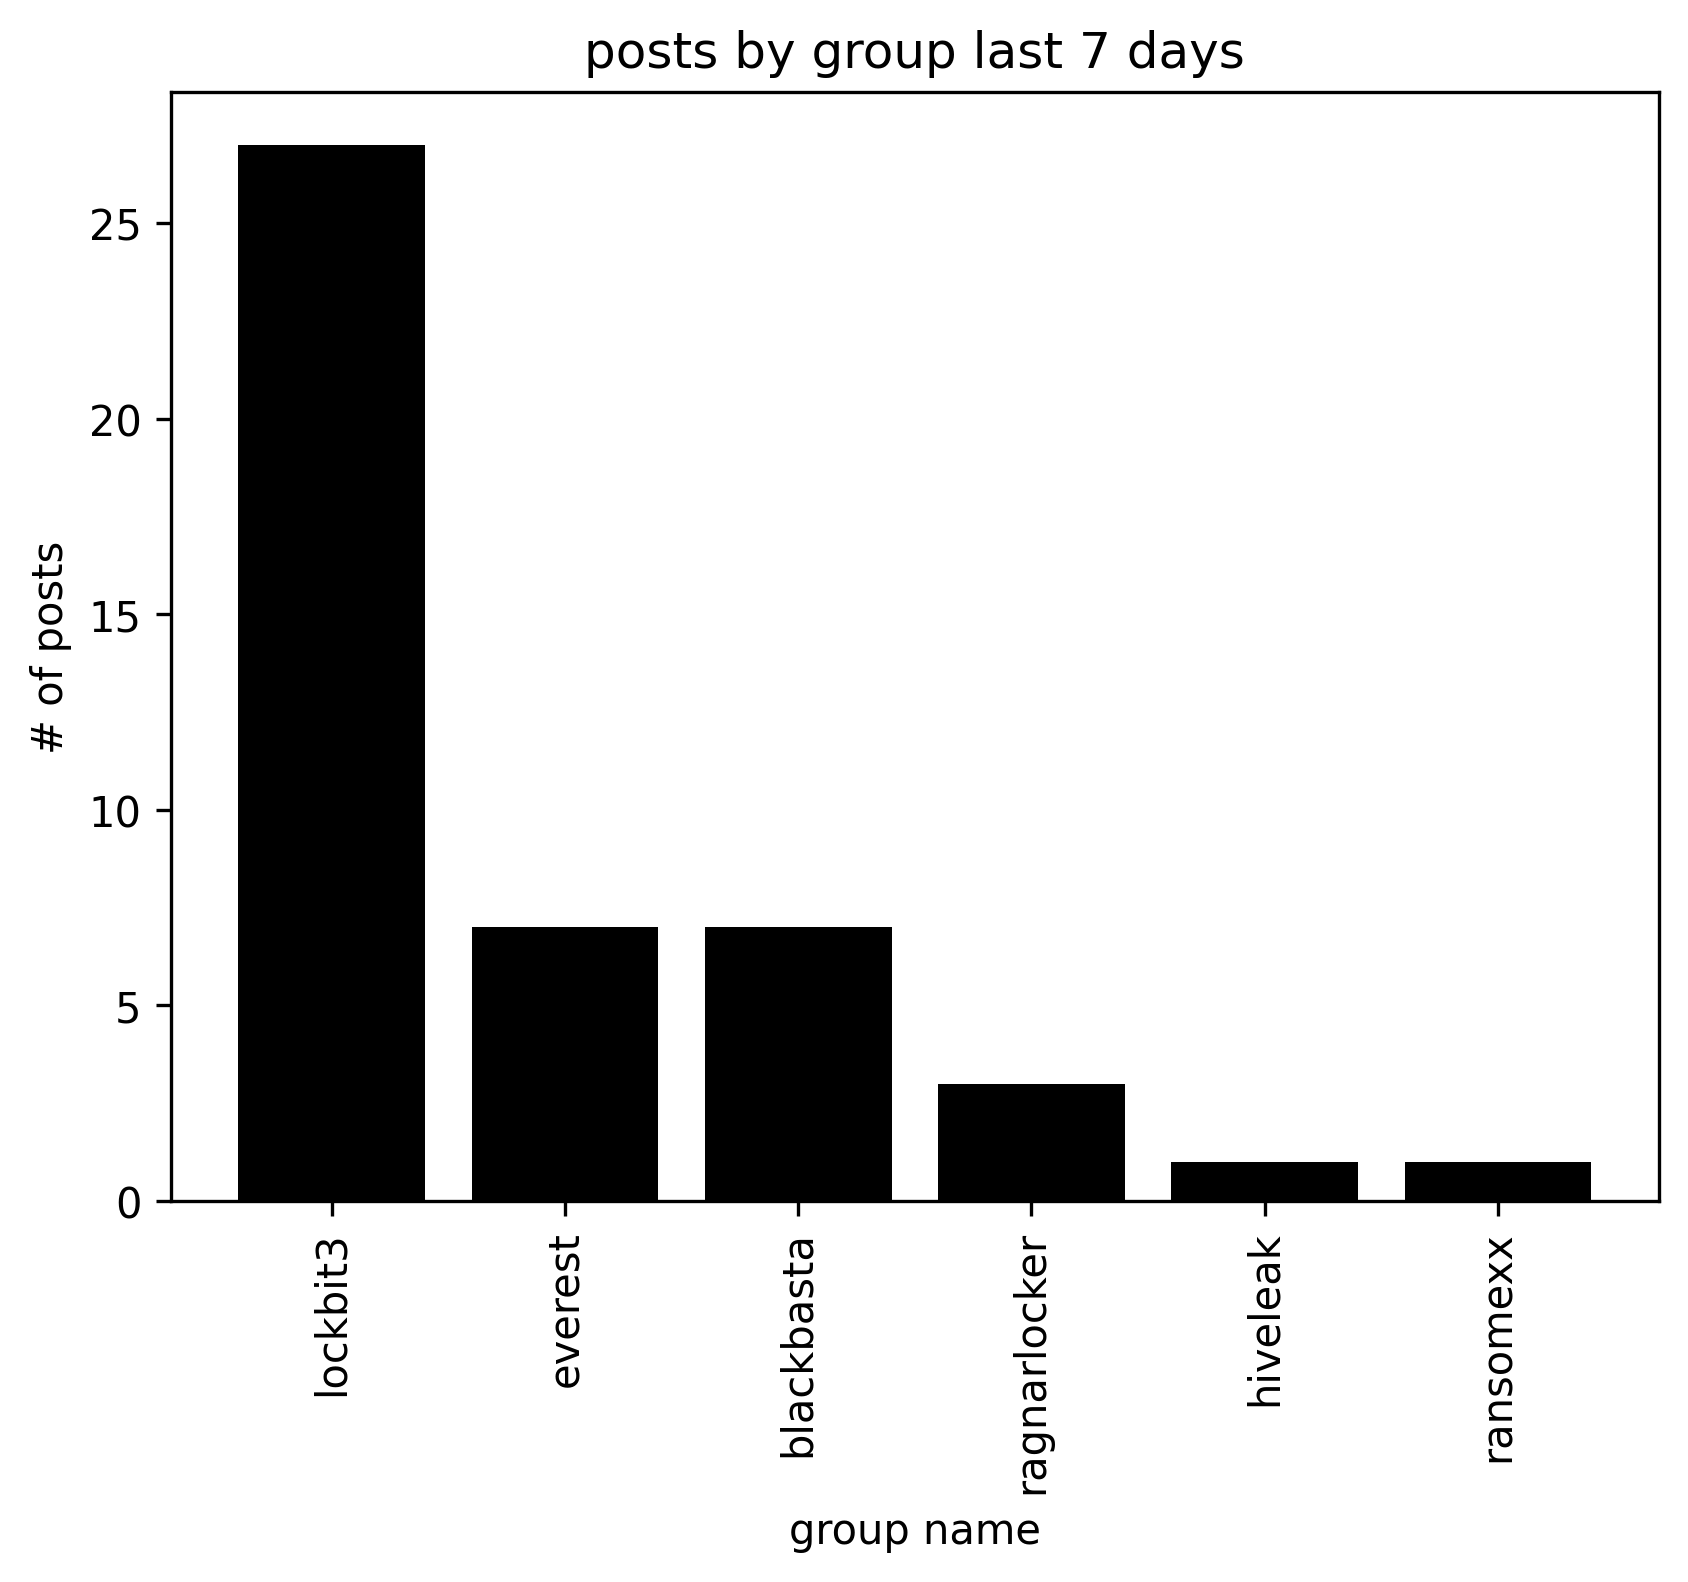 posts by group last 7 days
# of posts
25
20
15
10
5
0
lockbit3
everest
blackbasta
ragnarlocker
hiveleak
ransomexx
group name